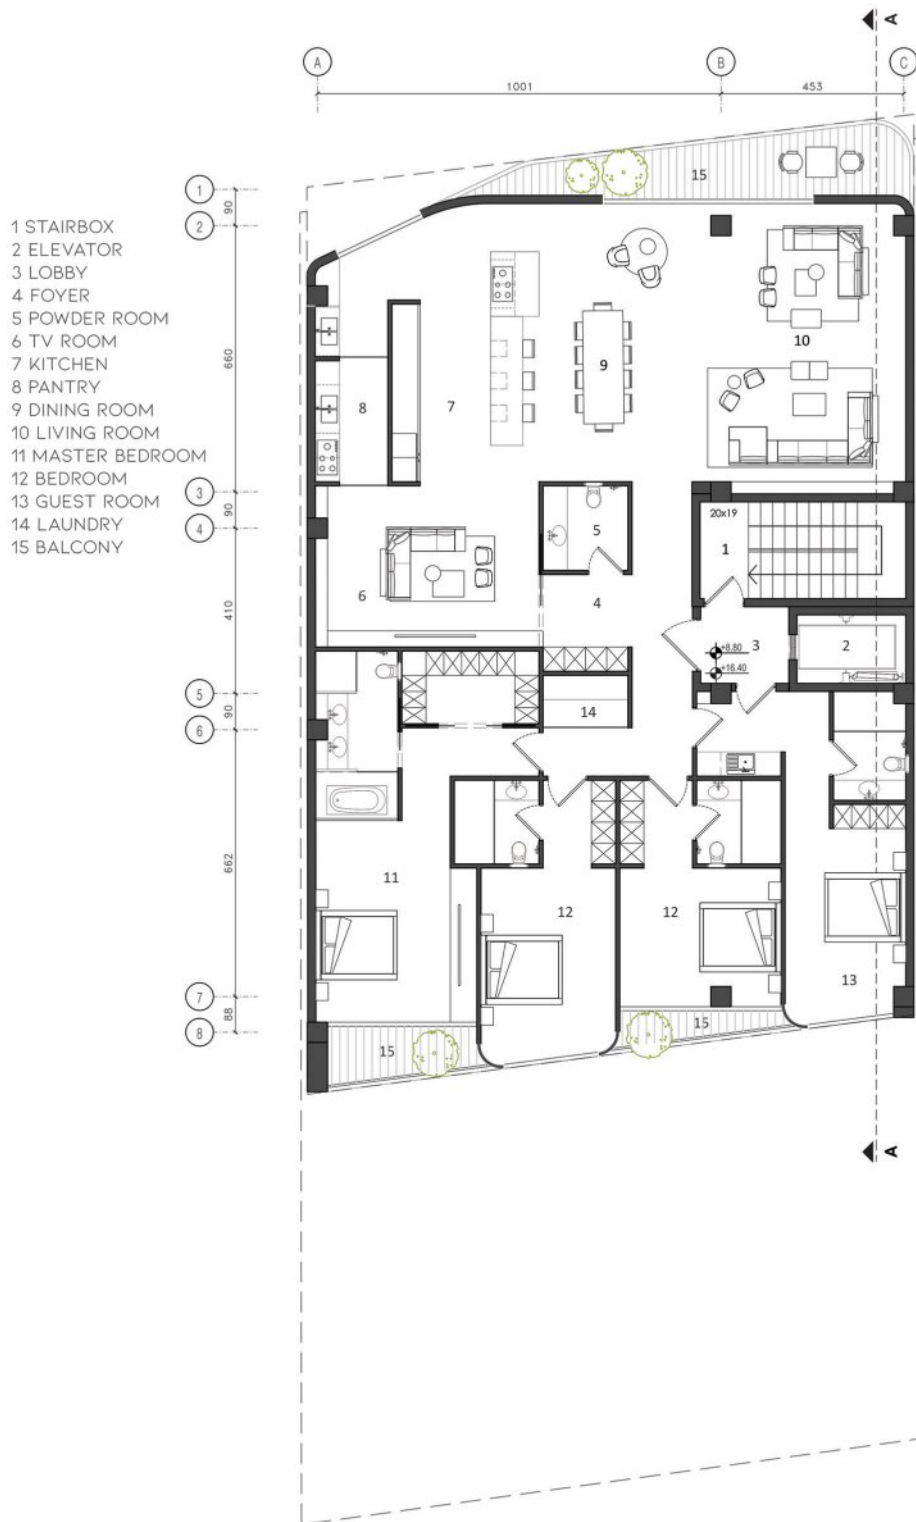 A
A
B
C
1001
453
1
90
2
15
1 STAIRBOX
2 ELEVATOR
3 LOBBY
4 FOYER
5 POWDER ROOM
6 TV ROOM
7 KITCHEN
8 PANTRY
9 DINING ROOM
10 LIVING ROOM
11 MASTER BEDROOM
12 BEDROOM
13 GUEST ROOM
14 LAUNDRY
15 BALCONY
660
10
9
7
8
3
90
4
20x19
5
1
410
6
4
3
2
+8.80
+16.40
5
90
6
14
662
11
12
12
13
7
88
8
15
15
A